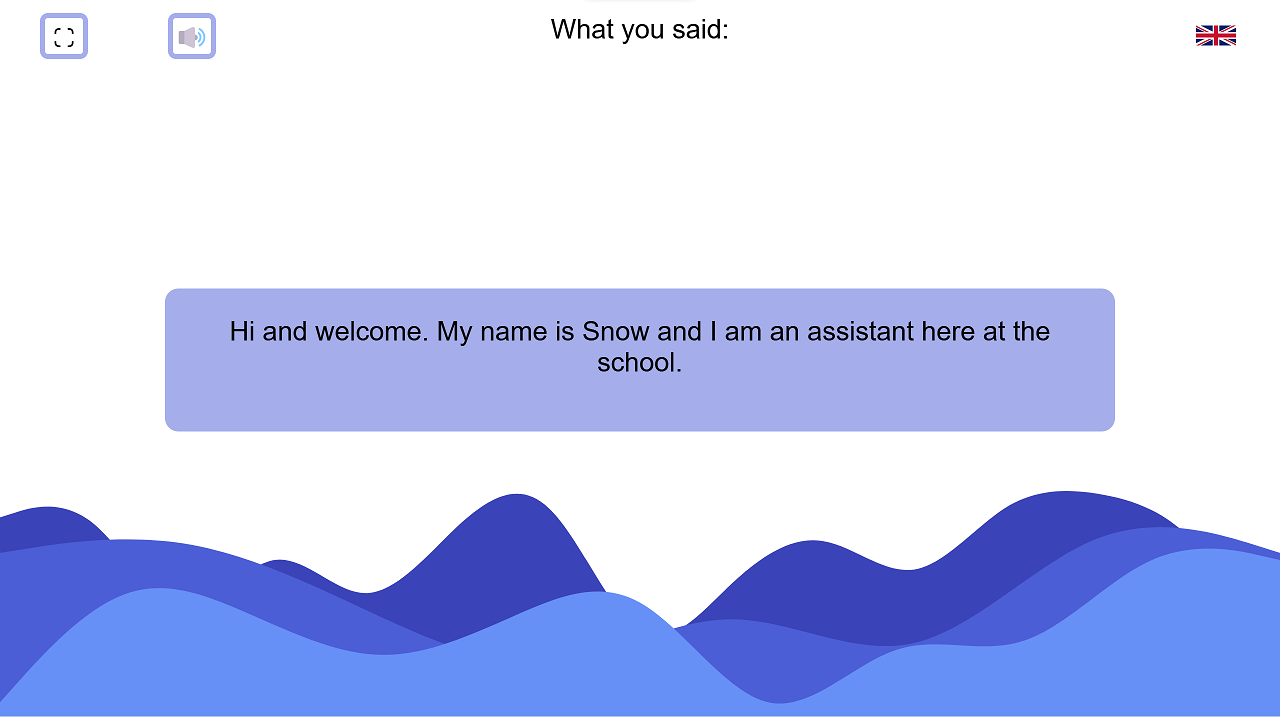 What you said:
Hi and welcome. My name is Snow and I am an assistant here at the
school.